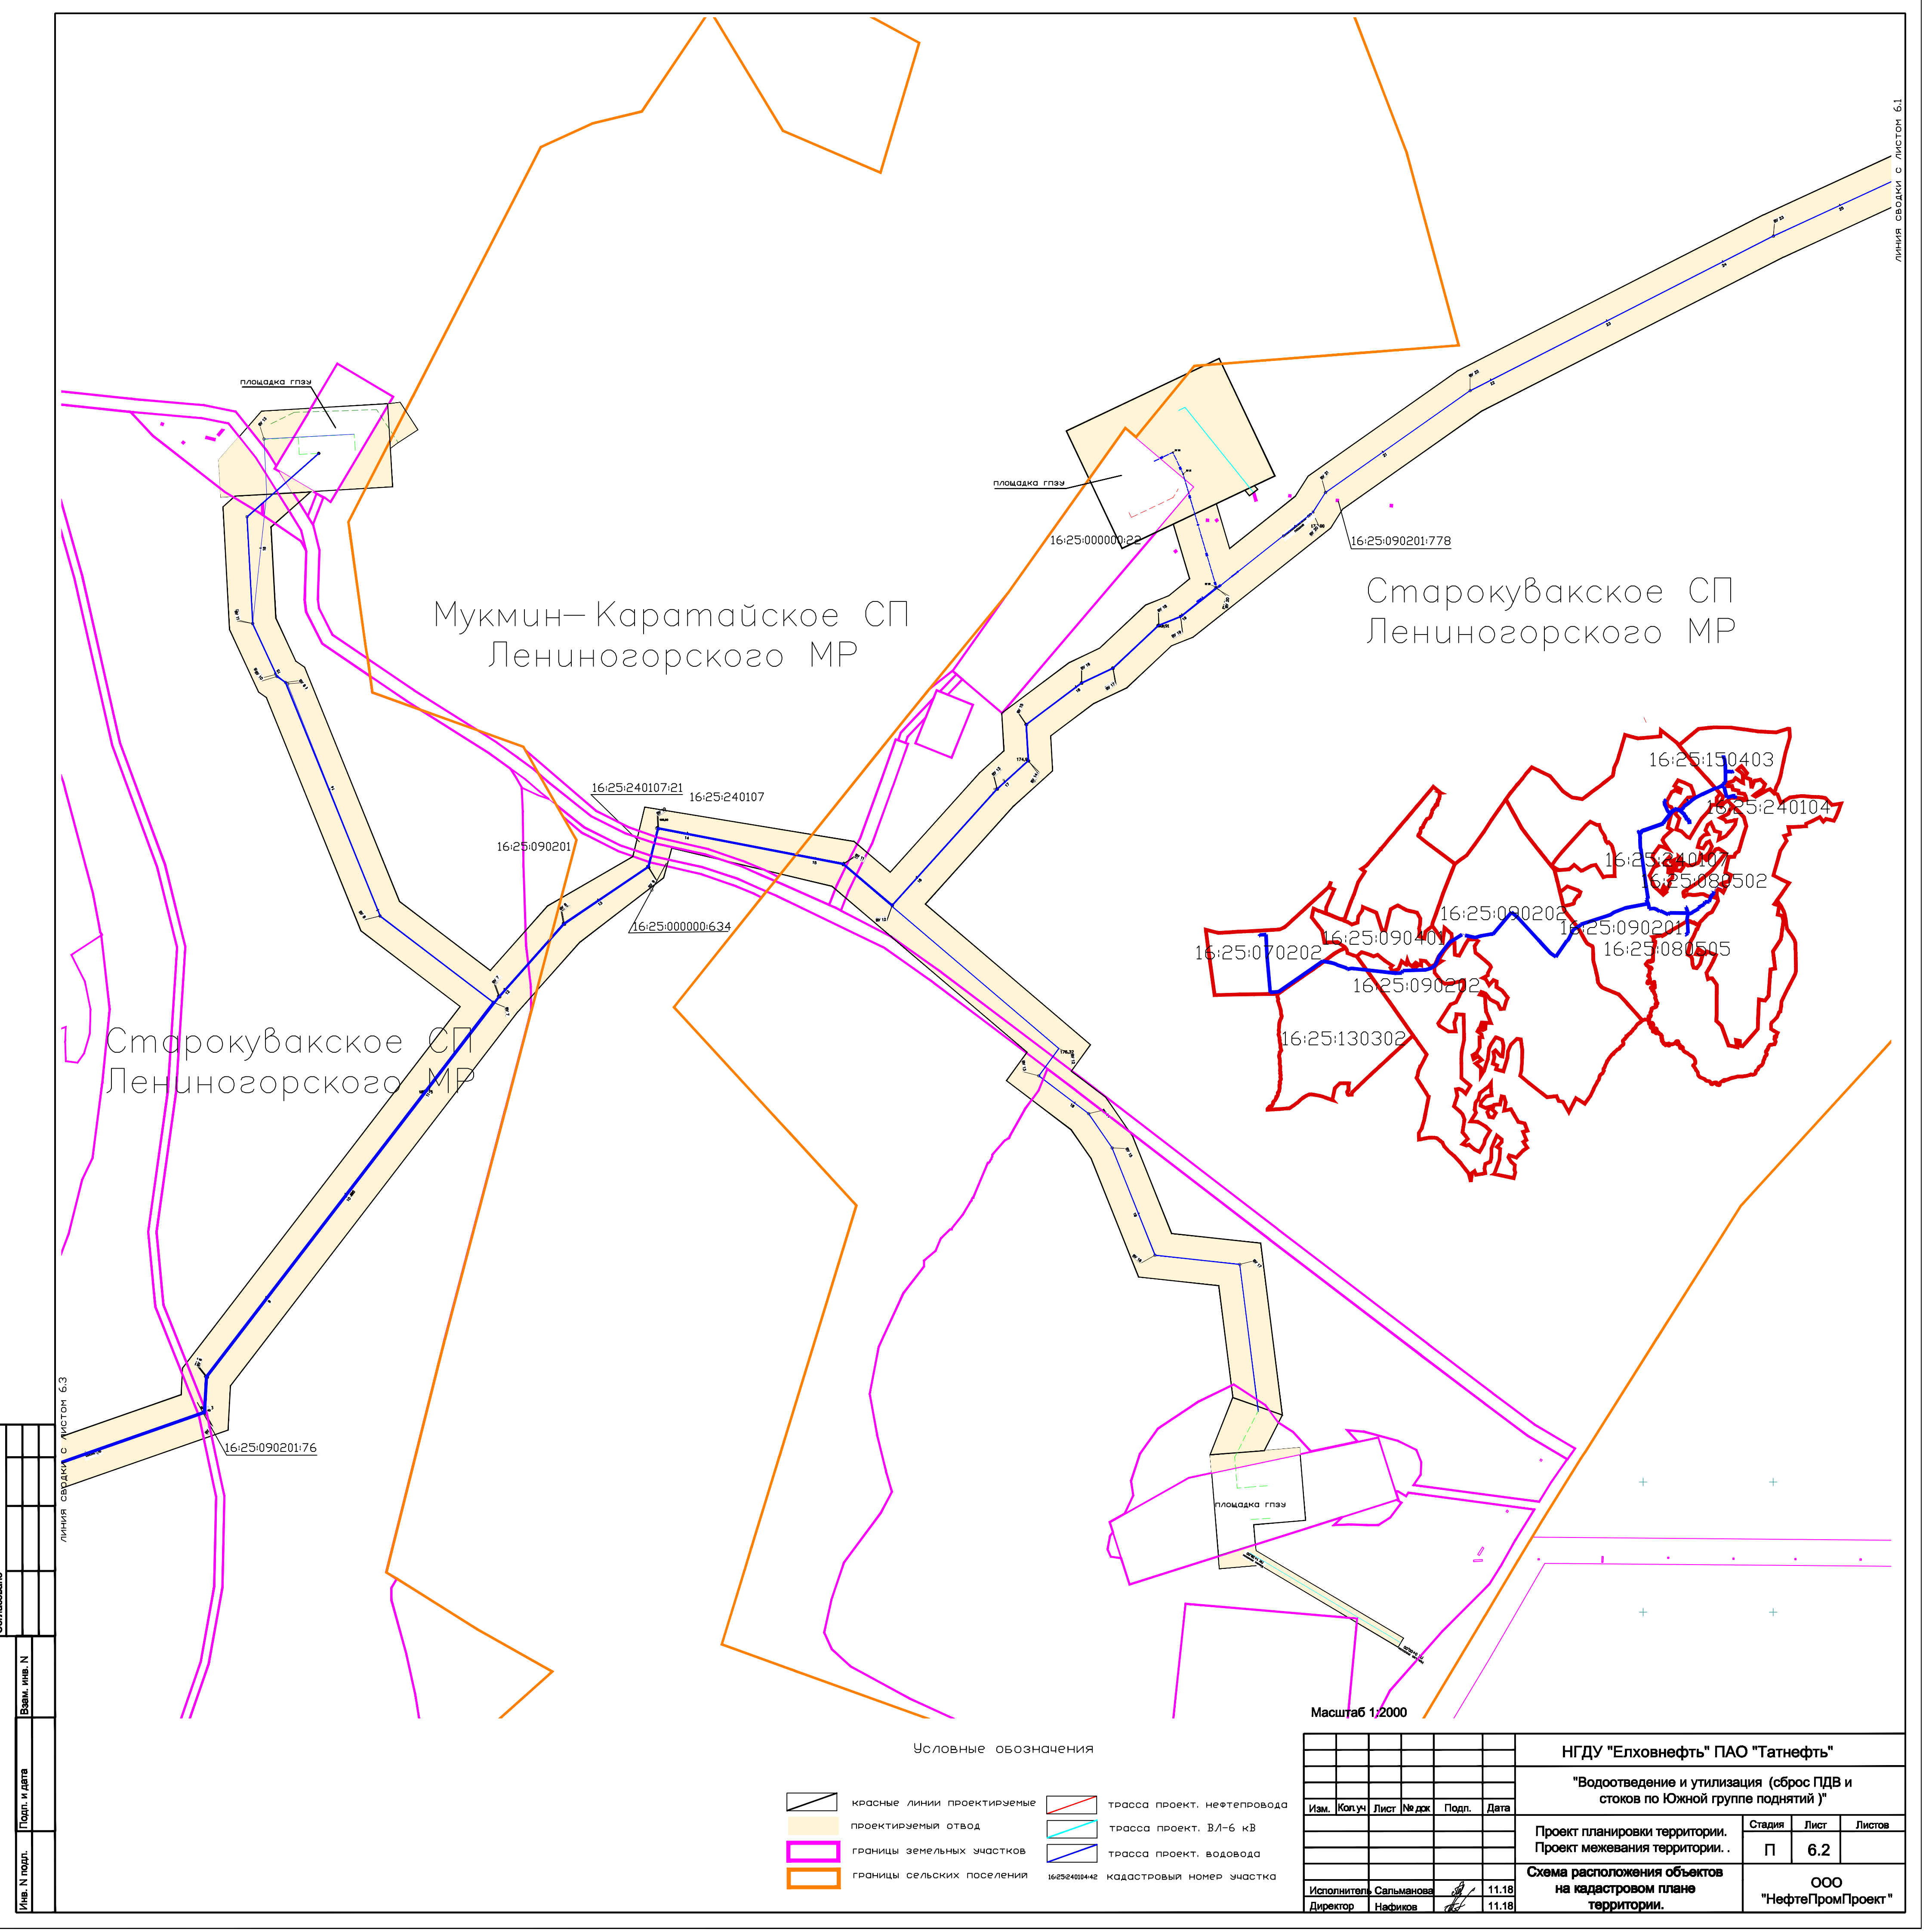 линия сводки с листом 6.1
площадка гпзу
площадка гпзу
16:25:000000:22
16:25:090201:778
Мукмин-Каратайское СП
Лениногорского МР
Старокувакское СП
Лениногорского МР
16:25:240107:21
16:25:240107
16:25:090201
16:25:000000:634
16:25:150403
16:25:240104
16:25:240107
16:25:080502
16:25:090202
16:25:090201
16:25:080505
16:25:090401
16:25:070202
16:25:090202
16:25:130302
Старокувакское СП
Лениногорского МР
линия сводки с листом 6.3
16:25:090201:76
площадка гпзу
Масштаб 1:2000
Условные обозначения
красные линии проектируемые
проектируемый отвод
границы земельных участков
границы сельских поселений
трасса проект. нефтепровода
трасса проект. ВЛ-6 кВ
трасса проект. водовода
16:25:240104:42 кадастровый номер участка
НГДУ "Елховнефть" ПАО "Татнефть"
"Водоотведение и утилизация (сброс ПДВ и
стоков по Южной группе поднятий )"
Изм. Кол.уч Лист № док Подп. Дата
Проект планировки территории.
Проект межевания территории. .
Стадия Лист Листов
П 6.2
Схема расположения объектов
на кадастровом плане
территории.
ООО
"НефтеПромПроект"
Исполнитель Сальманова 11.18
Директор Нафиков 11.18
Взам. инв. N
Подп. и дата
Инв. N подл.